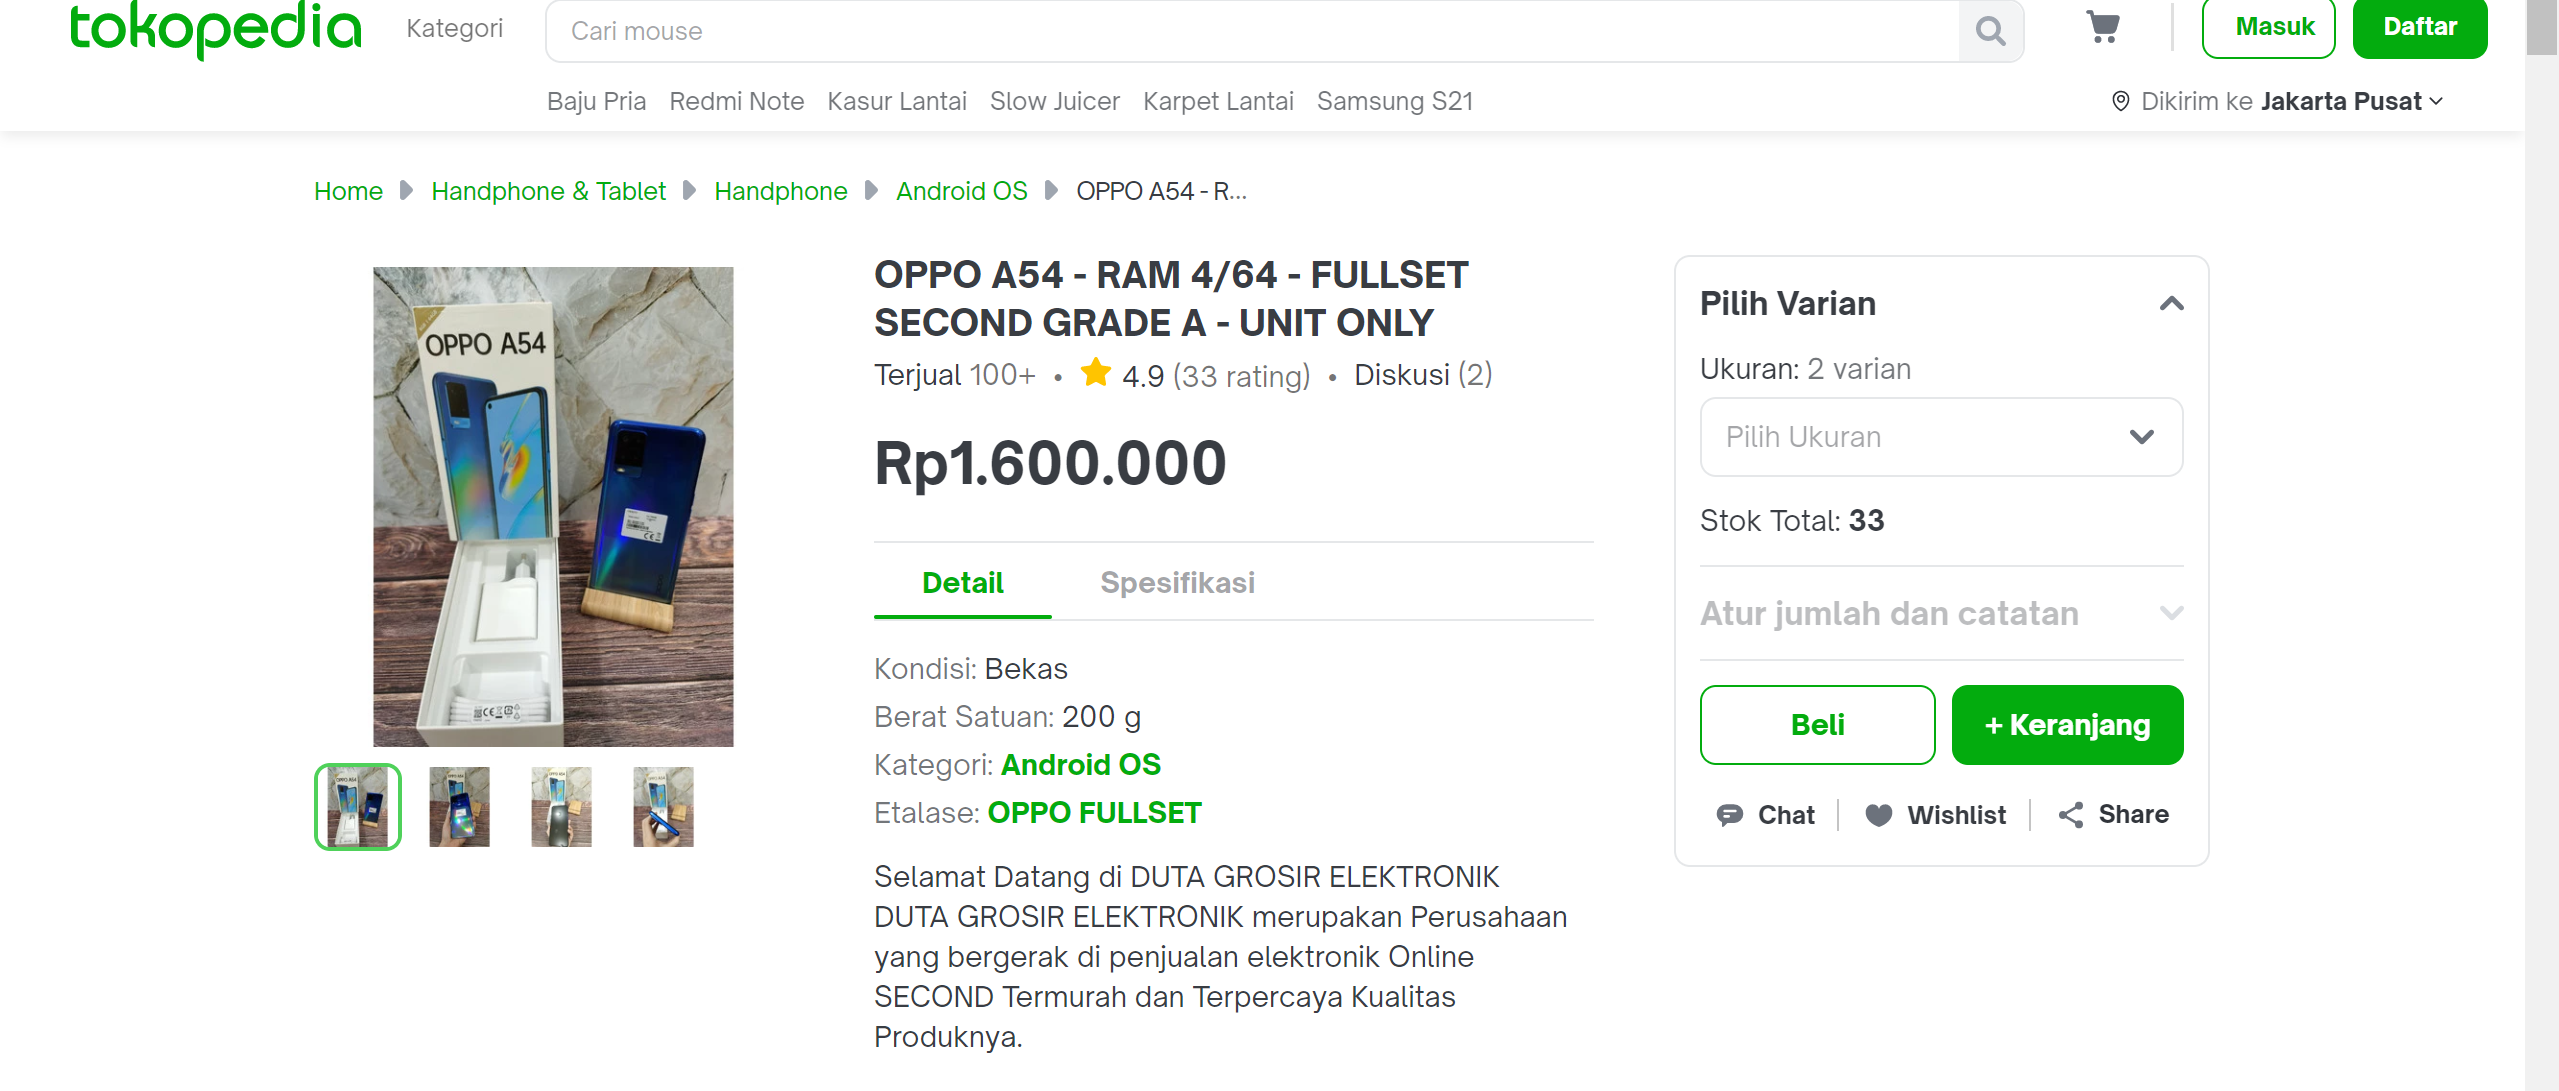 tokopedia
Kategori
Cari mouse
Masuk
Daftar
Baju Pria Redmi Note Kasur Lantai Slow Juicer Karpet Lantai Samsung S21
Dikirim ke Jakarta Pusat
Home Handphone & Tablet Handphone Android OS OPPO A54 - R...
OPPO A54
OPPO A54 - RAM 4/64 - FULLSET
SECOND GRADE A - UNIT ONLY
Terjual 100+ • 4.9 (33 rating) • Diskusi (2)
Rp1.600.000
Detail Spesifikasi
Kondisi: Bekas
Berat Satuan: 200 g
Kategori: Android OS
Etalase: OPPO FULLSET
Selamat Datang di DUTA GROSIR ELEKTRONIK
DUTA GROSIR ELEKTRONIK merupakan Perusahaan
yang bergerak di penjualan elektronik Online
SECOND Termurah dan Terpercaya Kualitas
Produknya.
Pilih Varian
Ukuran: 2 varian
Pilih Ukuran
Stok Total: 33
Atur jumlah dan catatan
Beli
+ Keranjang
Chat
Wishlist
Share